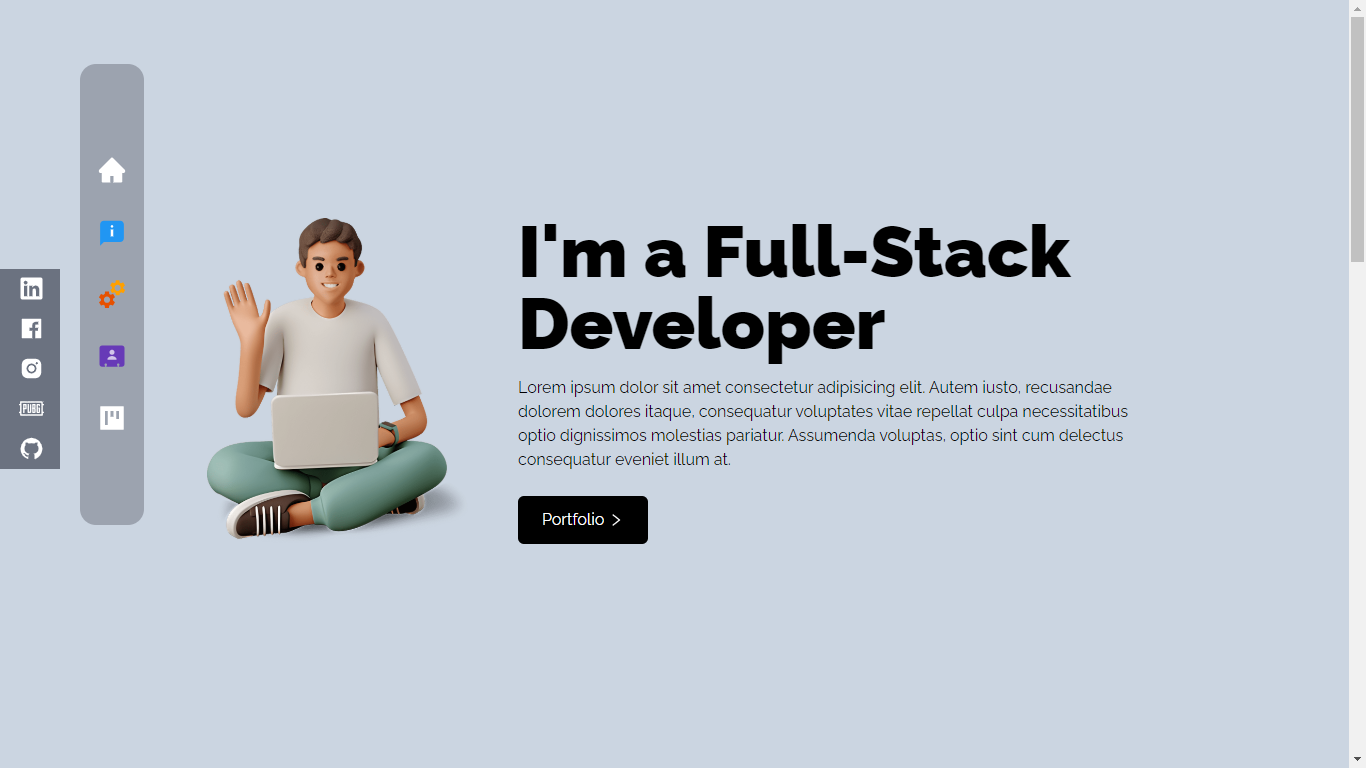 I'm a Full-Stack
Developer
Lorem ipsum dolor sit amet consectetur adipisicing elit. Autem iusto, recusandae
dolorem dolores itaque, consequatur voluptates vitae repellat culpa necessitatibus
optio dignissimos molestias pariatur. Assumenda voluptas, optio sint cum delectus
consequatur eveniet illum at.
Portfolio
in
PUBG